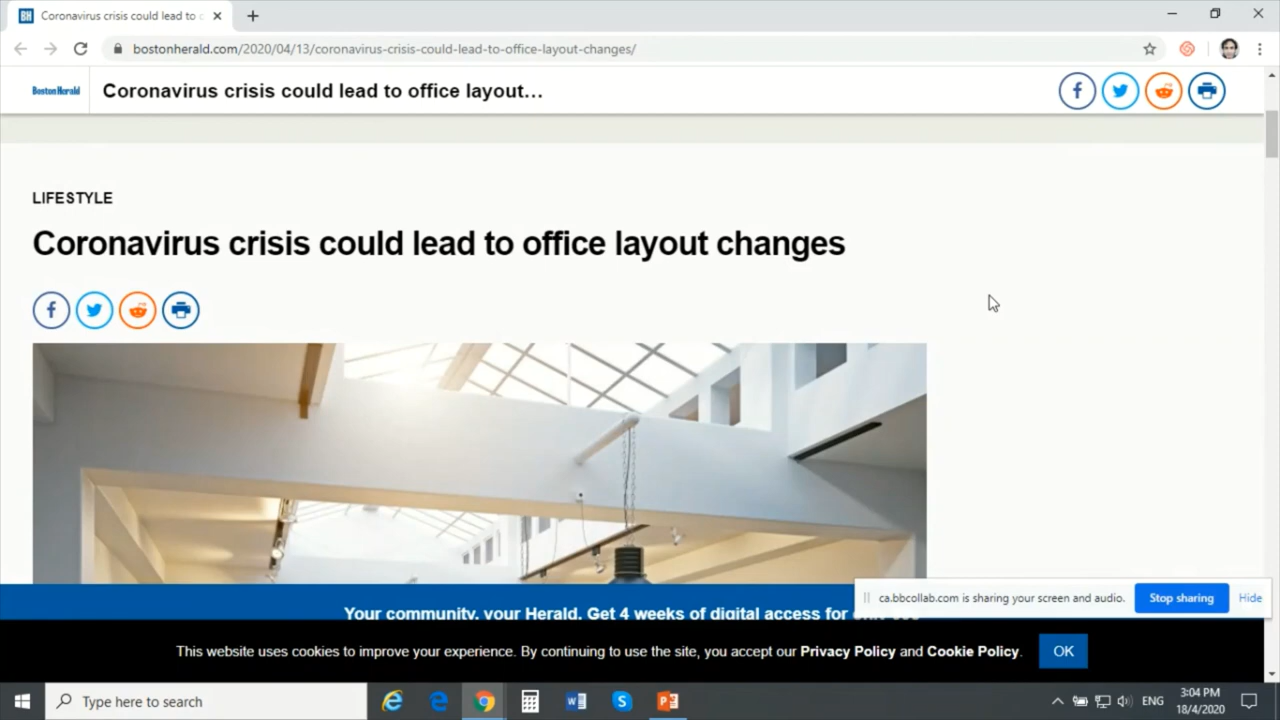 Coronavirus crisis could lead to
bostonherald.com/2020/04/13/coronavirus-crisis-could-lead-to-office-layout-changes/
Boston Herald
Coronavirus crisis could lead to office layout...
LIFESTYLE
Coronavirus crisis could lead to office layout changes
ca.bbcollab.com is sharing your screen and audio.
Stop sharing
Hide
Your community, your Herald. Get 4 weeks of digital access for
This website uses cookies to improve your experience. By continuing to use the site, you accept our Privacy Policy and Cookie Policy.
OK
Type here to search
ENG
3:04 PM
18/4/2020